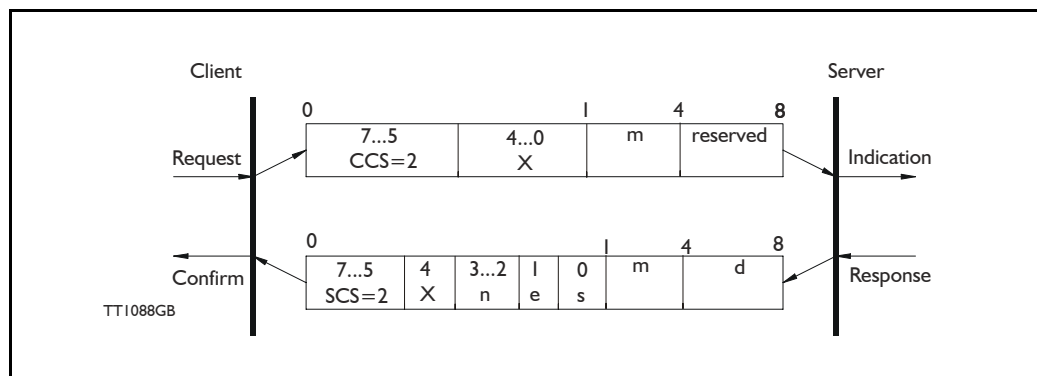 Client
Server
0 1 4 8
7...5 4...0 m reserved
CCS=2 X
Request
Indication
0 1 4 8
7...5 4 3...2 1 0 m d
SCS=2 X n e s
Confirm
Response
TT1088GB